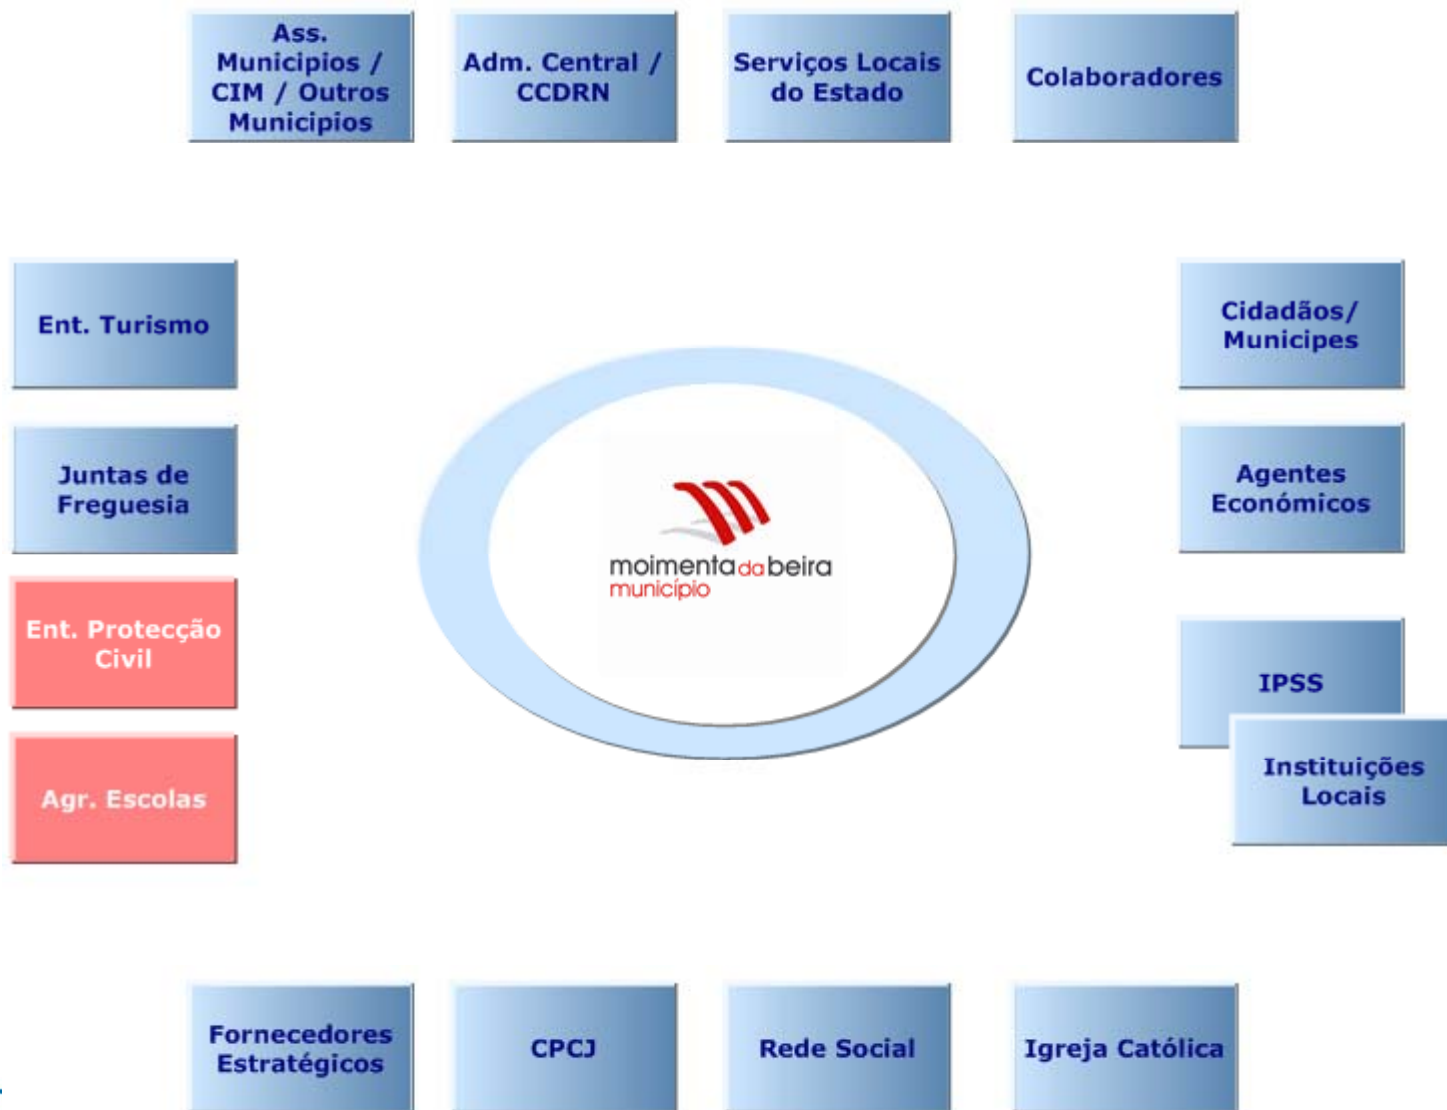 Ass.
Municipios /
CIM / Outros
Municipios
Adm. Central /
CCDRN
Serviços Locais
do Estado
Colaboradores
Ent. Turismo
Cidadãos/
Municipes
Juntas de
Freguesia
Agentes
Económicos
moimenta da beira
município
Ent. Protecção
Civil
IPSS
Instituições
Locais
Agr. Escolas
Fornecedores
Estratégicos
CPCJ
Rede Social
Igreja Católica